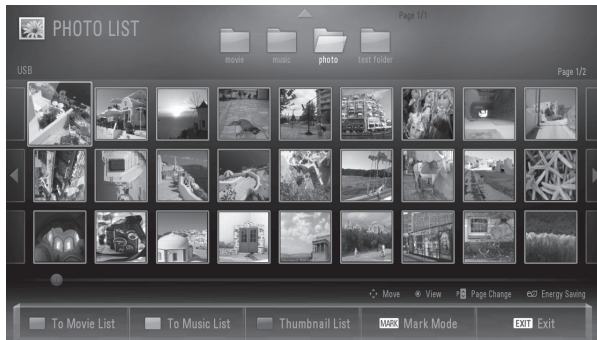 PHOTO LIST
Page 1/1
movie music photo test folder
USB
Page 1/2
Move View P Page Change Energy Saving
To Movie List To Music List Thumbnail List MARK Mark Mode EXIT Exit